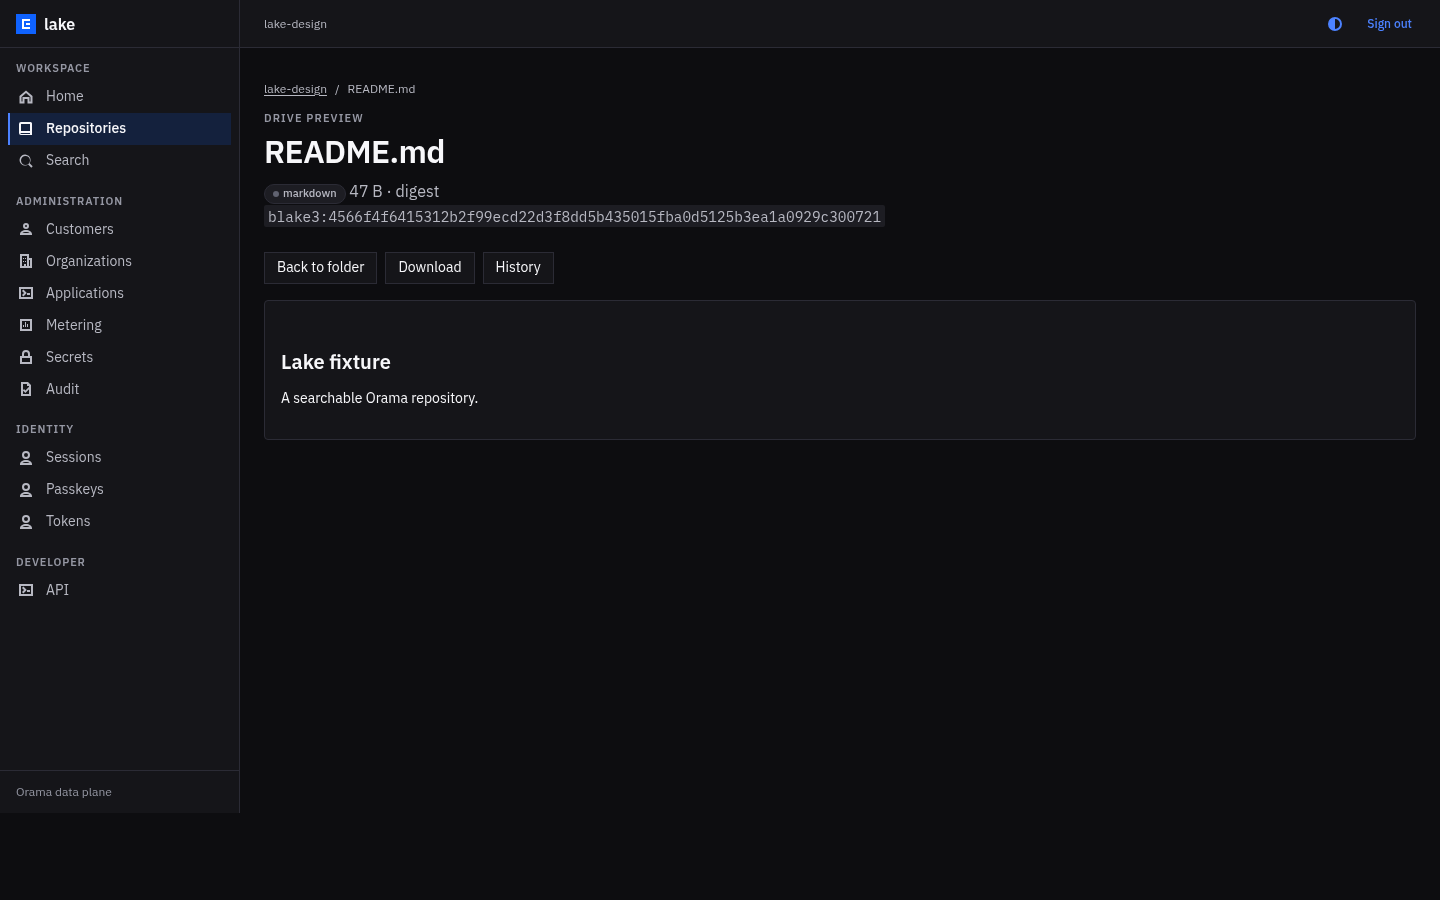 lake
lake-design
Sign out
WORKSPACE
Home
Repositories
Search
ADMINISTRATION
Customers
Organizations
Applications
Metering
Secrets
Audit
IDENTITY
Sessions
Passkeys
Tokens
DEVELOPER
API
Orama data plane
lake-design / README.md
DRIVE PREVIEW
README.md
markdown 47 B · digest
blake3:4566f4f6415312b2f99ecd22d3f8dd5b435015fba0d5125b3ea1a0929c300721
Back to folder Download History
Lake fixture
A searchable Orama repository.